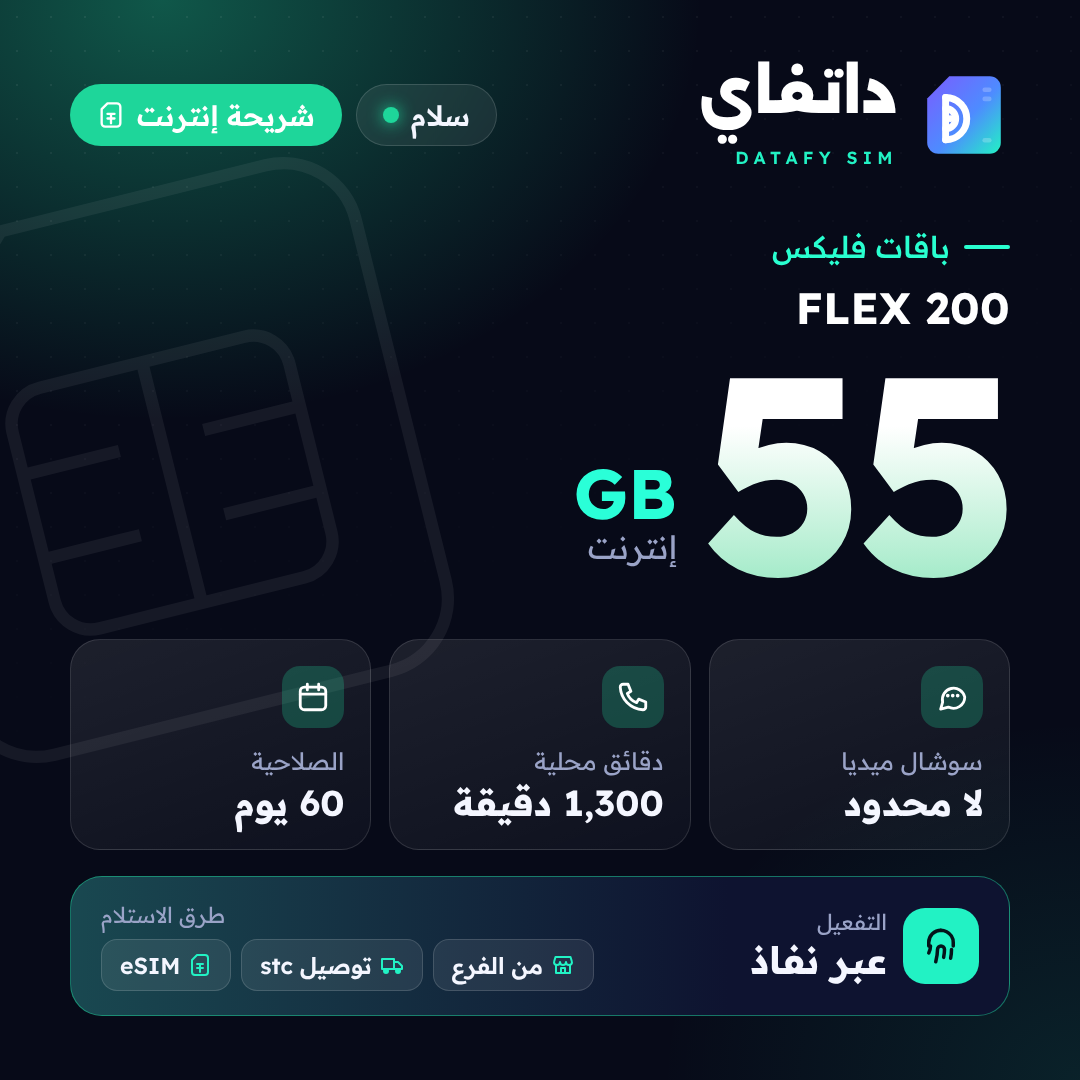 داتفاي
DATAFY SIM
سلام
شريحة إنترنت
باقات فليكس
FLEX 200
55 GB
إنترنت
سوشال ميديا
لا محدود
دقائق محلية
1,300 دقيقة
الصلاحية
60 يوم
التفعيل
عبر نفاذ
طرق الاستلام
من الفرع
توصيل stc
eSIM